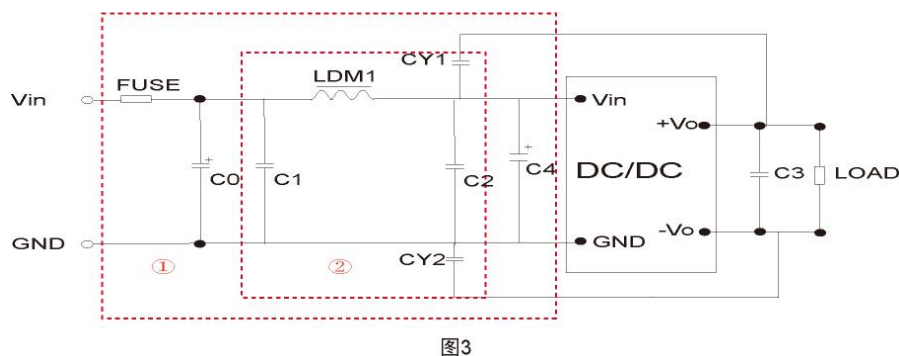 CY1
LDM1
FUSE
Vin
Vin
+Vo
C0
C1
C2
C4
DC/DC
C3
LOAD
GND
GND
-Vo
①
②
CY2
图3